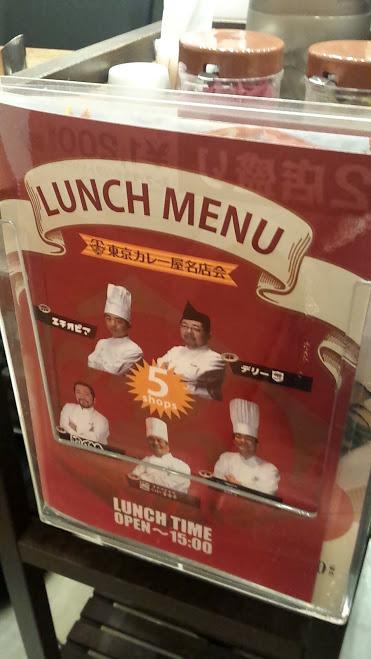 LUNCH MENU
東京カレー屋名店会
エチオピア
デリー
5
shops
LUNCH TIME
OPEN~15:00